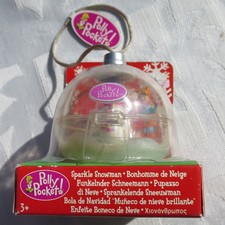 Polly
Pocket!
Polly
Pocket!
Polly
Pocket!
Sparkle Snowman • Bonhomme de Neige
Funkelnder Schneemann • Pupazzo
di Neve • Sprankelende Sneeuwman
Bola de Navidad "Muñeco de nieve brillante"
Enfeite Boneco de Neve • Χιονάνθρωπος
3+